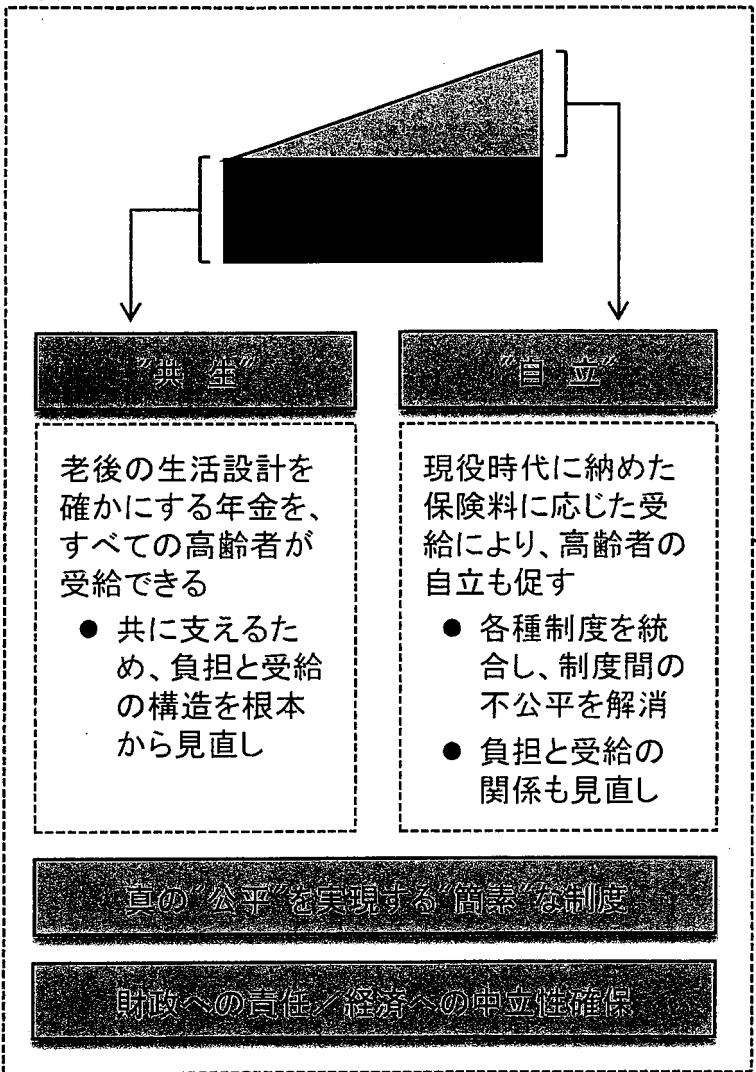 “共 生”
“自 立”
老後の生活設計を
確かにする年金を、
すべての高齢者が
受給できる
● 共に支えるた
め、負担と受給
の構造を根本
から見直し
現役時代に納めた
保険料に応じた受
給により、高齢者の
自立も促す
● 各種制度を統
合し、制度間の
不公平を解消
● 負担と受給の
関係も見直し
真の“公平”を実現する“簡素”な制度
財政への責任／経済への中立性確保